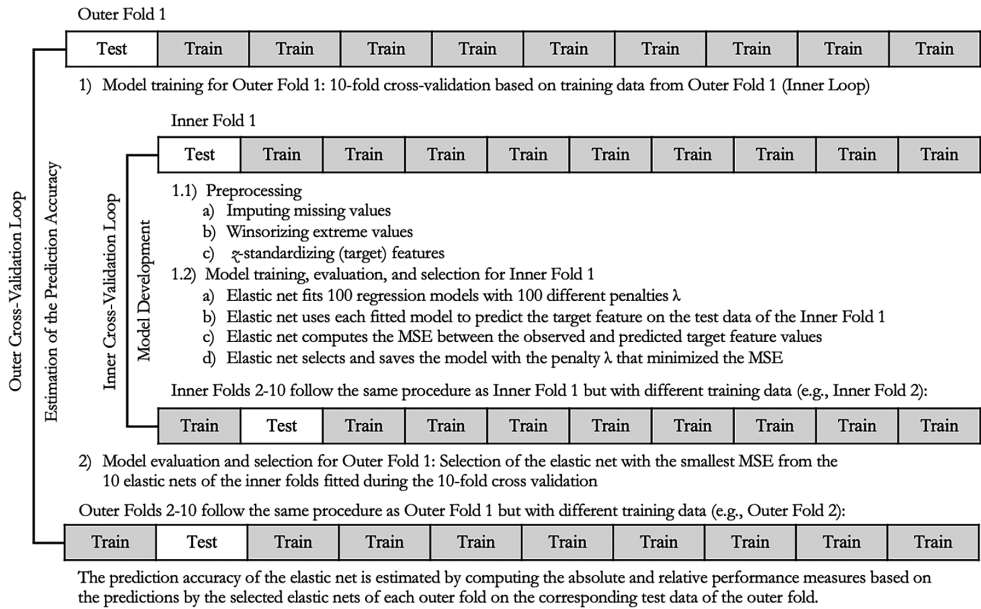 Outer Fold 1
Test Train Train Train Train Train Train Train Train Train
1) Model training for Outer Fold 1: 10-fold cross-validation based on training data from Outer Fold 1 (Inner Loop)
Outer Cross-Validation Loop
Estimation of the Prediction Accuracy
Inner Fold 1
Test Train Train Train Train Train Train Train Train Train
Inner Cross-Validation Loop
Model Development
1.1) Preprocessing
a) Imputing missing values
b) Winsorizing extreme values
c) z-standardizing (target) features
1.2) Model training, evaluation, and selection for Inner Fold 1
a) Elastic net fits 100 regression models with 100 different penalties λ
b) Elastic net uses each fitted model to predict the target feature on the test data of the Inner Fold 1
c) Elastic net computes the MSE between the observed and predicted target feature values
d) Elastic net selects and saves the model with the penalty λ that minimized the MSE
Inner Folds 2-10 follow the same procedure as Inner Fold 1 but with different training data (e.g., Inner Fold 2):
Train Test Train Train Train Train Train Train Train Train
2) Model evaluation and selection for Outer Fold 1: Selection of the elastic net with the smallest MSE from the
10 elastic nets of the inner folds fitted during the 10-fold cross validation
Outer Folds 2-10 follow the same procedure as Outer Fold 1 but with different training data (e.g., Outer Fold 2):
Train Test Train Train Train Train Train Train Train Train
The prediction accuracy of the elastic net is estimated by computing the absolute and relative performance measures based on
the predictions by the selected elastic nets of each outer fold on the corresponding test data of the outer fold.